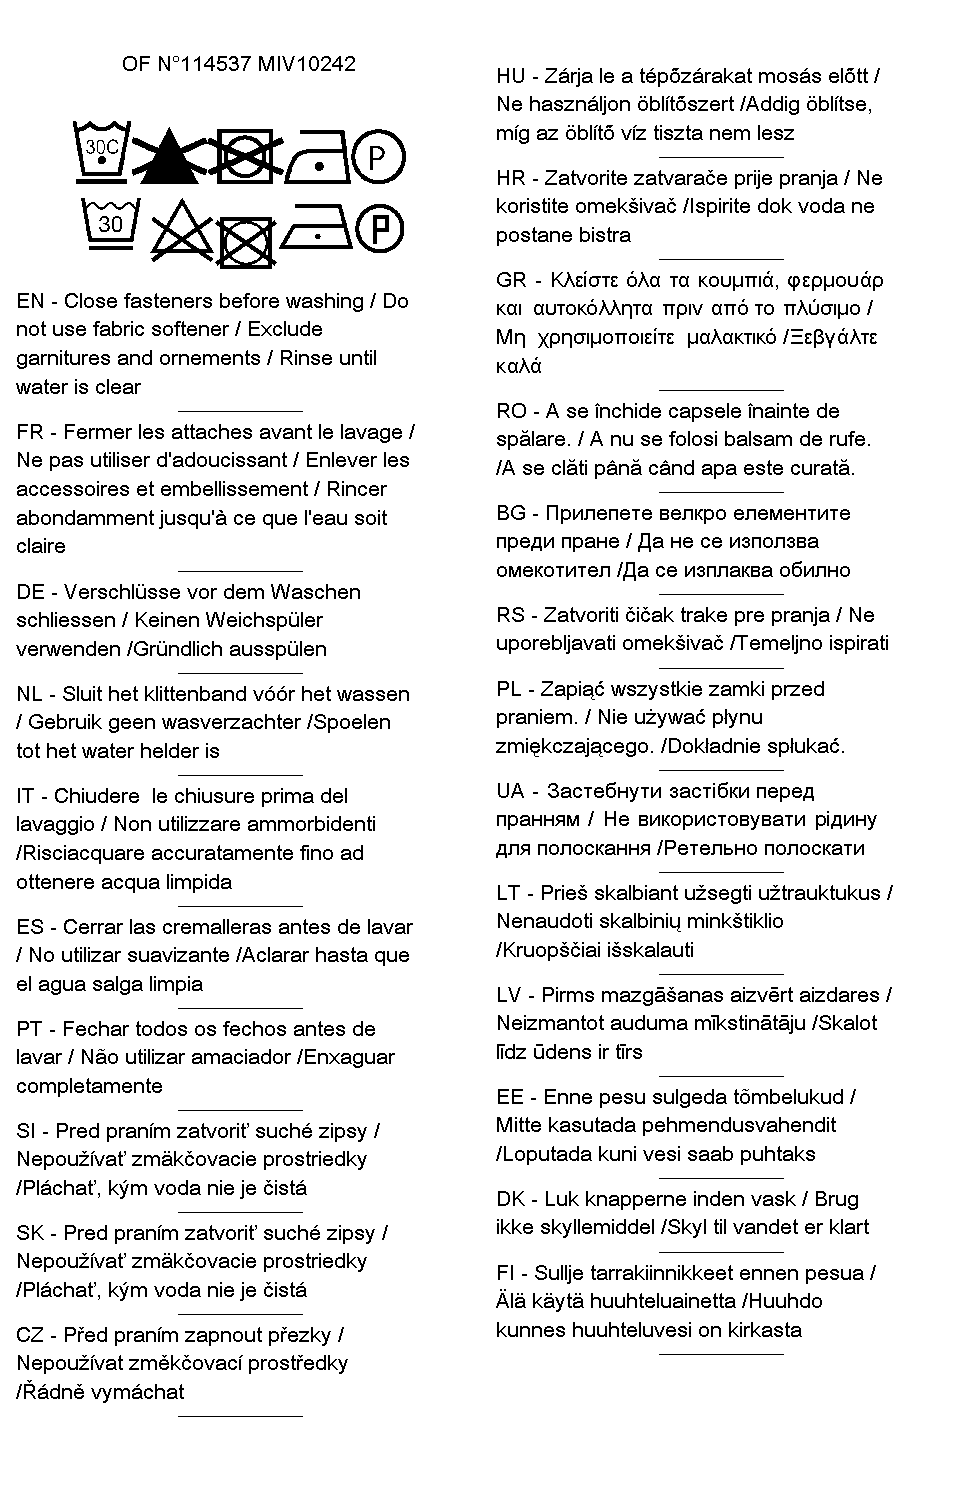 OF N°114537 MIV10242
30C P
30 P
EN - Close fasteners before washing / Do
not use fabric softener / Exclude
garnitures and ornements / Rinse until
water is clear
FR - Fermer les attaches avant le lavage /
Ne pas utiliser d'adoucissant / Enlever les
accessoires et embellissement / Rincer
abondamment jusqu'à ce que l'eau soit
claire
DE - Verschlüsse vor dem Waschen
schliessen / Keinen Weichspüler
verwenden /Gründlich ausspülen
NL - Sluit het klittenband vóór het wassen
/ Gebruik geen wasverzachter /Spoelen
tot het water helder is
IT - Chiudere  le chiusure prima del
lavaggio / Non utilizzare ammorbidenti
/Risciacquare accuratamente fino ad
ottenere acqua limpida
ES - Cerrar las cremalleras antes de lavar
/ No utilizar suavizante /Aclarar hasta que
el agua salga limpia
PT - Fechar todos os fechos antes de
lavar / Não utilizar amaciador /Enxaguar
completamente
SI - Pred praním zatvoriť suché zipsy /
Nepoužívať zmäkčovacie prostriedky
/Pláchať, kým voda nie je čistá
SK - Pred praním zatvoriť suché zipsy /
Nepoužívať zmäkčovacie prostriedky
/Pláchať, kým voda nie je čistá
CZ - Před praním zapnout přezky /
Nepoužívat změkčovací prostředky
/Řádně vymáchat
HU - Zárja le a tépőzárakat mosás előtt /
Ne használjon öblítőszert /Addig öblítse,
míg az öblítő víz tiszta nem lesz
HR - Zatvorite zatvarače prije pranja / Ne
koristite omekšivač /Ispirite dok voda ne
postane bistra
GR - Κλείστε όλα τα κουμπιά, φερμουάρ
και αυτοκόλλητα πριν από το πλύσιμο /
Μη χρησιμοποιείτε μαλακτικό /Ξεβγάλτε
καλά
RO - A se închide capsele înainte de
spălare. / A nu se folosi balsam de rufe.
/A se clăti până când apa este curată.
BG - Прилепете велкро елементите
преди пране / Да не се използва
омекотител /Да се изплаква обилно
RS - Zatvoriti čičak trake pre pranja / Ne
uporebljavati omekšivač /Temeljno ispirati
PL - Zapiąć wszystkie zamki przed
praniem. / Nie używać płynu
zmiękczającego. /Dokładnie spłukać.
UA - Застебнути застібки перед
пранням / Не використовувати рідину
для полоскання /Ретельно полоскати
LT - Prieš skalbiant užsegti užtrauktukus /
Nenaudoti skalbinių minkštiklio
/Kruopščiai išskalauti
LV - Pirms mazgāšanas aizvērt aizdares /
Neizmantot auduma mīkstinātāju /Skalot
līdz ūdens ir tīrs
EE - Enne pesu sulgeda tõmbelukud /
Mitte kasutada pehmendusvahendit
/Loputada kuni vesi saab puhtaks
DK - Luk knapperne inden vask / Brug
ikke skyllemiddel /Skyl til vandet er klart
FI - Sullje tarrakiinnikkeet ennen pesua /
Älä käytä huuhteluainetta /Huuhdo
kunnes huuhteluvesi on kirkasta